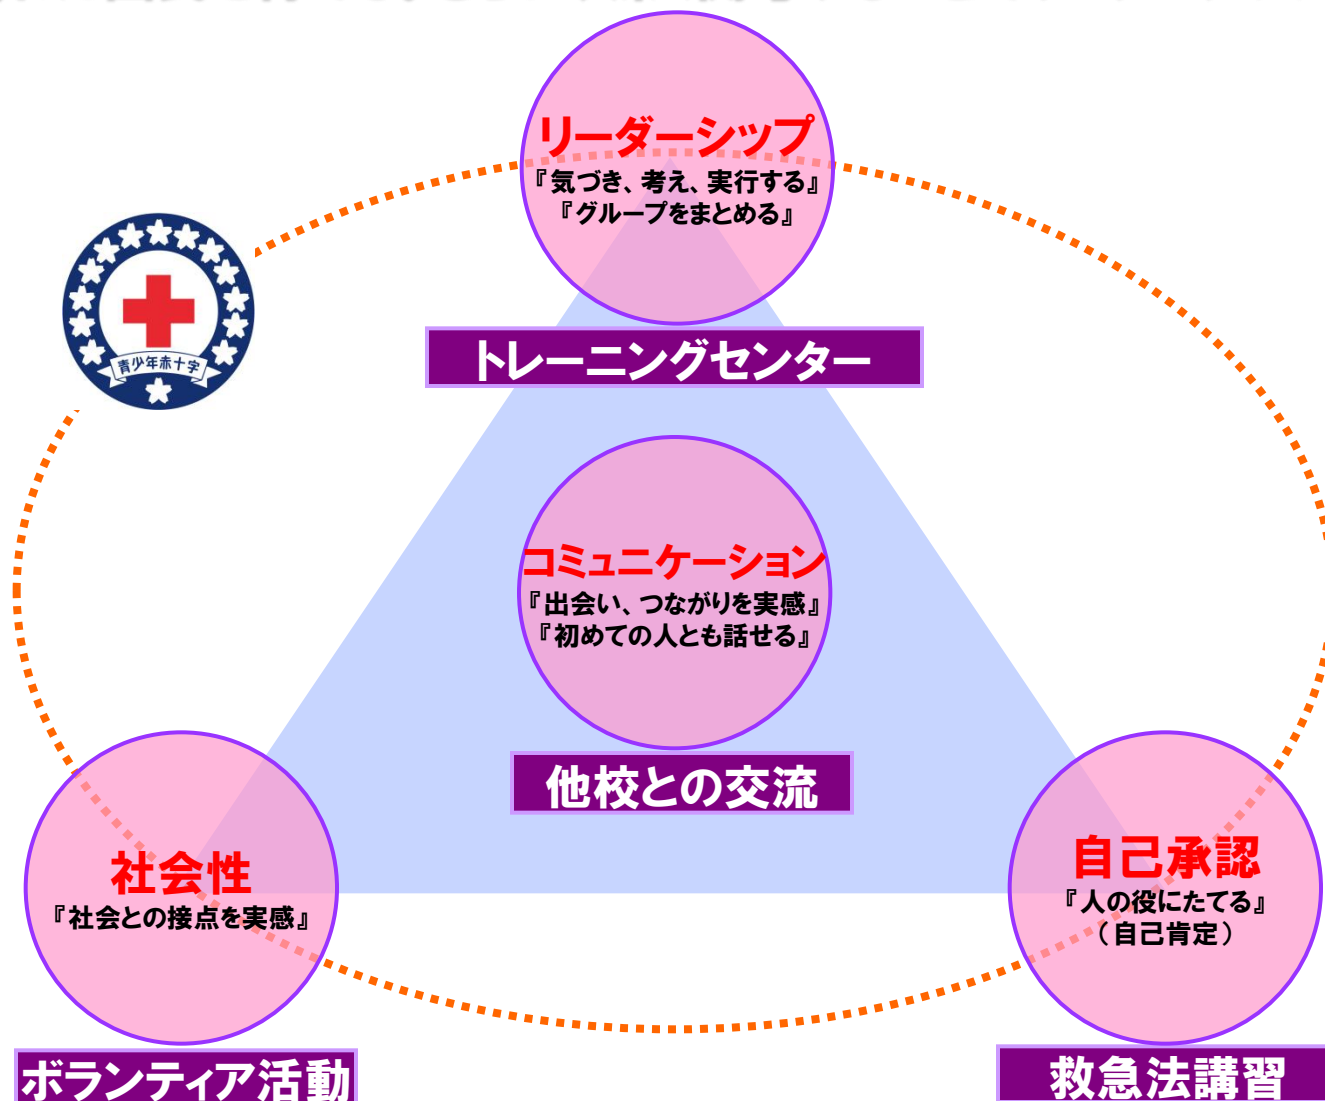 リーダーシップ
『気づき、考え、実行する』
『グループをまとめる』
トレーニングセンター
青少年赤十字
コミュニケーション
『出会い、つながりを実感』
『初めての人とも話せる』
他校との交流
社会性
『社会との接点を実感』
ボランティア活動
自己承認
『人の役にたてる』
（自己肯定）
救急法講習